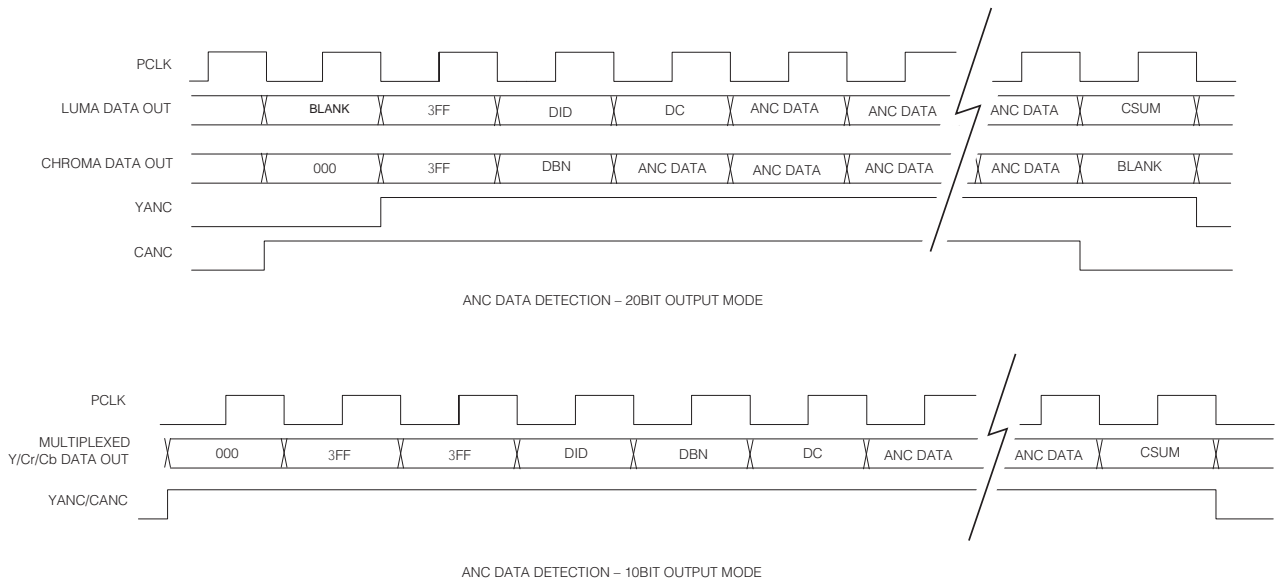 PCLK
LUMA DATA OUT BLANK 3FF DID DC ANC DATA ANC DATA ANC DATA CSUM
CHROMA DATA OUT 000 3FF DBN ANC DATA ANC DATA ANC DATA ANC DATA BLANK
YANC
CANC
ANC DATA DETECTION – 20BIT OUTPUT MODE
PCLK
MULTIPLEXED
Y/Cr/Cb DATA OUT 000 3FF 3FF DID DBN DC ANC DATA ANC DATA CSUM
YANC/CANC
ANC DATA DETECTION – 10BIT OUTPUT MODE